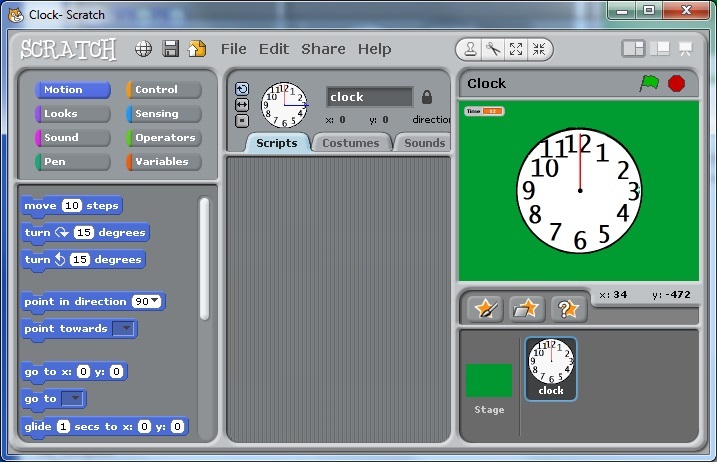 Clock- Scratch
SCRATCH File Edit Share Help
Motion Control
Looks Sensing
Sound Operators
Pen Variables
move 10 steps
turn 15 degrees
turn 15 degrees
point in direction 90
point towards
go to x: 0 y: 0
go to
glide 1 secs to x: 0 y: 0
clock
x: 0 y: 0 direction
Scripts Costumes Sounds
Clock
Time
12 1 2 3 4 5 6 7 8 9 10 11
x: 34 y: -472
Stage
clock